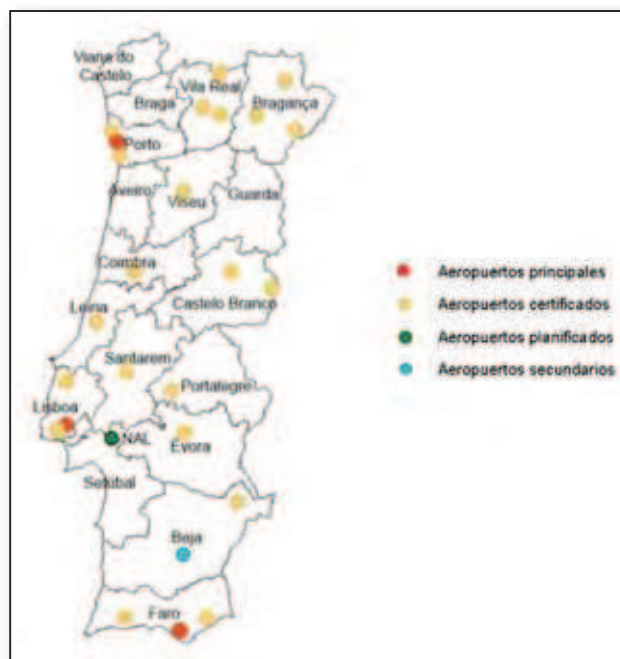 Viana do
Castelo
Vila Real
Braga
Bragança
Porto
Aveiro
Viseu
Guarda
Coimbra
Castelo Branco
Leiria
Santarem
Portalegre
Lisboa
NAL
Evora
Setubal
Beja
Faro
Aeropuertos principales
Aeropuertos certificados
Aeropuertos planificados
Aeropuertos secundarios